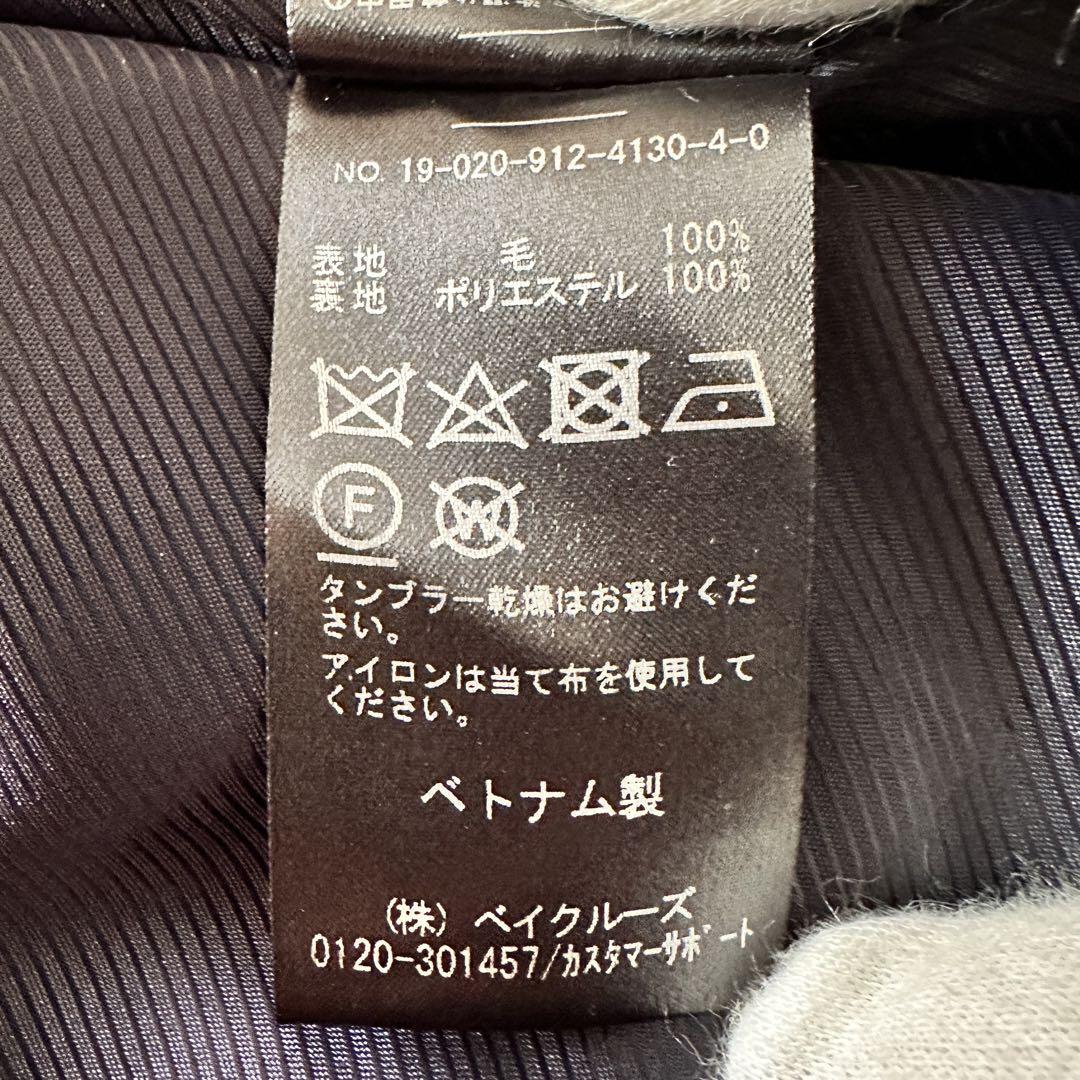 NO. 19-020-912-4130-4-0
表地 毛 100%
裏地 ポリエステル 100%
F W
タンブラー乾燥はお避けくだ
さい。
アイロンは当て布を使用して
ください。
ベトナム製
(株) ベイクルーズ
0120-301457/ｶｽﾀﾏｰｻﾎﾟｰﾄ